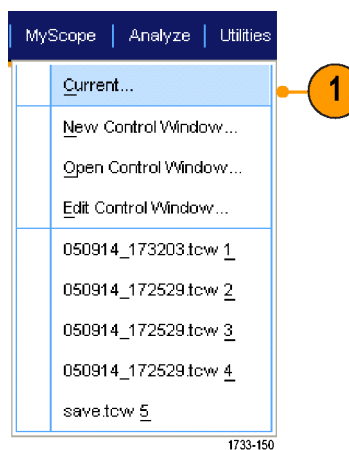 MyScope | Analyze | Utilities
Current...
1
New Control Window...
Open Control Window...
Edit Control Window...
050914_173203.tcw 1
050914_172529.tcw 2
050914_172529.tcw 3
050914_172529.tcw 4
save.tcw 5
1733-150